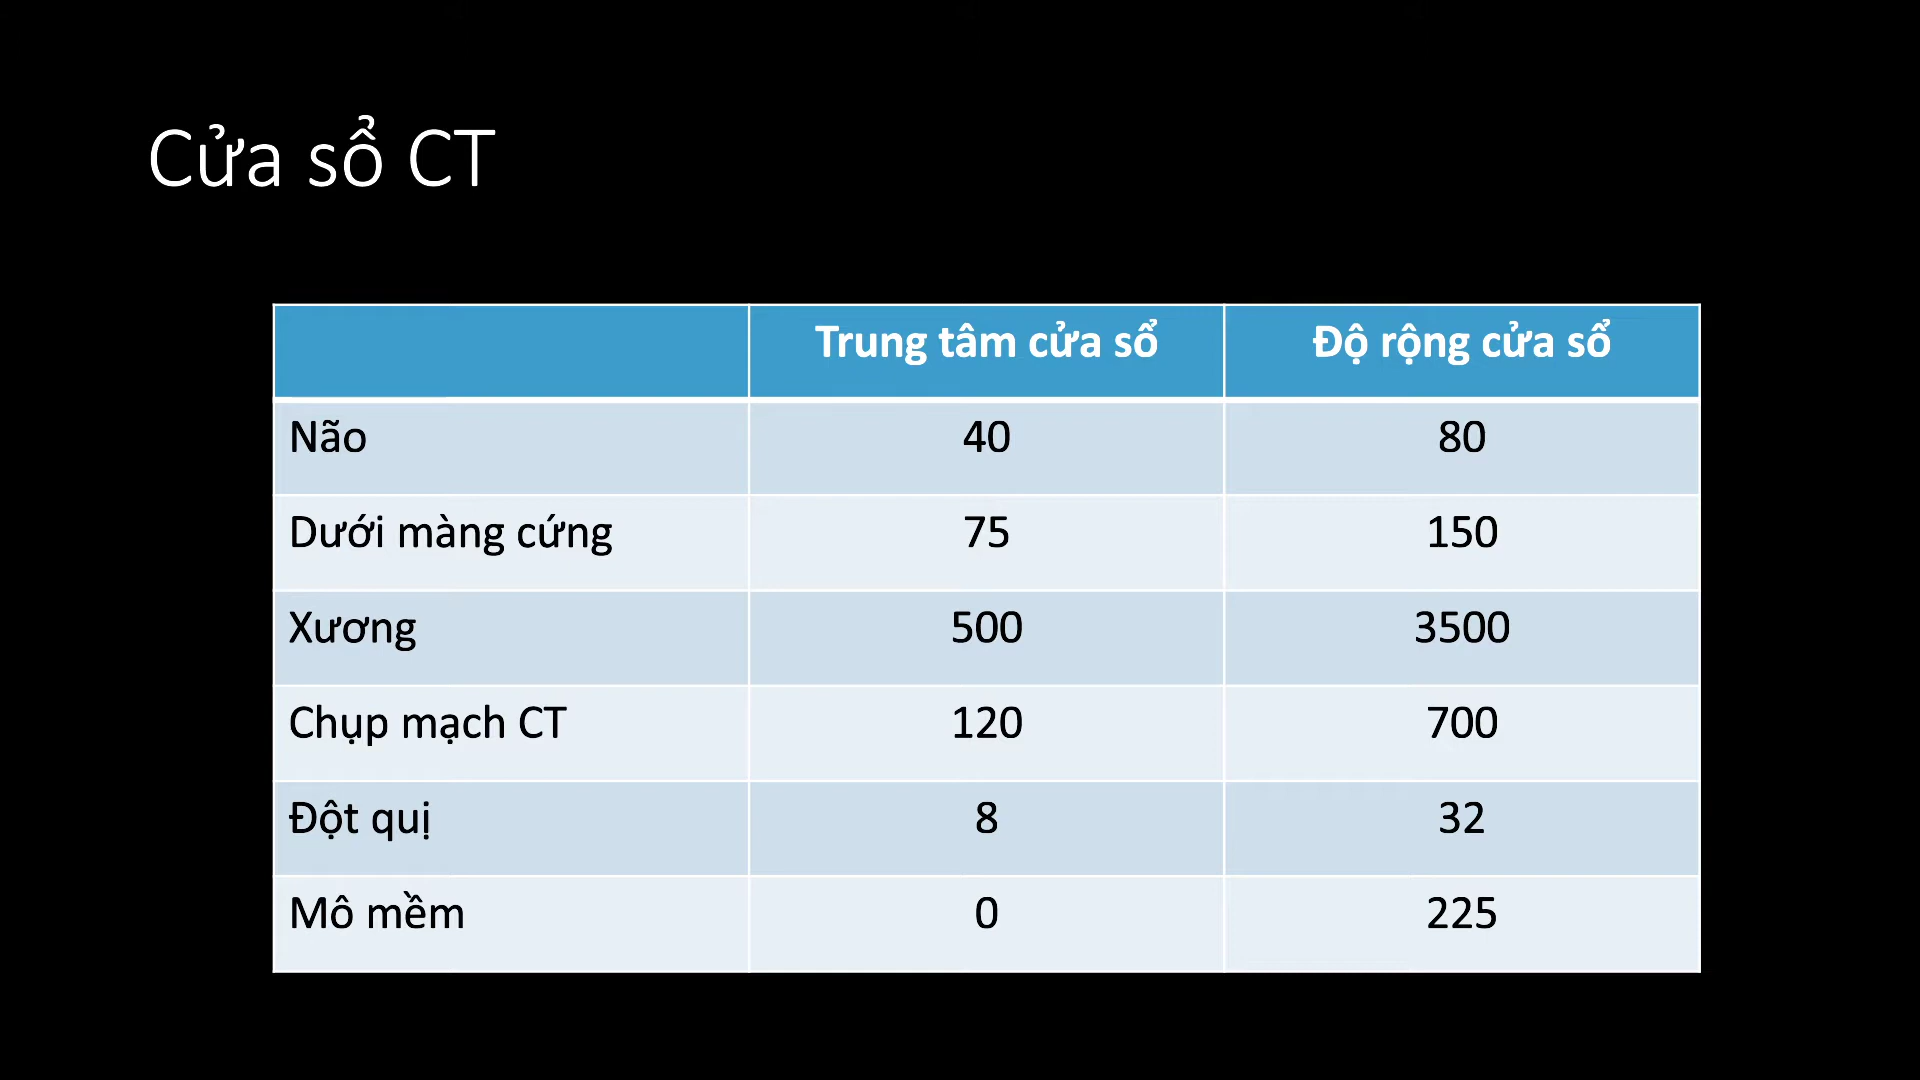 Cửa sổ CT
Trung tâm cửa sổ Độ rộng cửa sổ
Não 40 80
Dưới màng cứng 75 150
Xương 500 3500
Chụp mạch CT 120 700
Đột quị 8 32
Mô mềm 0 225